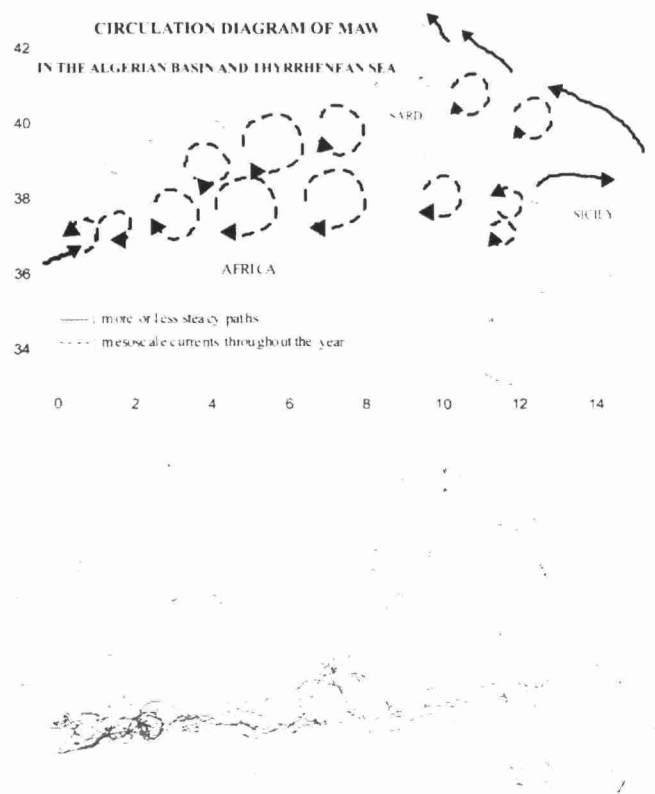 CIRCULATION DIAGRAM OF MAW
IN THE ALGERIAN BASIN AND THYRRHENEAN SEA
42
40
SARD
38
SICILY
36
AFRICA
——— : more or less steady paths
- - - - : mesoscale currents throughout the year
34
0 2 4 6 8 10 12 14